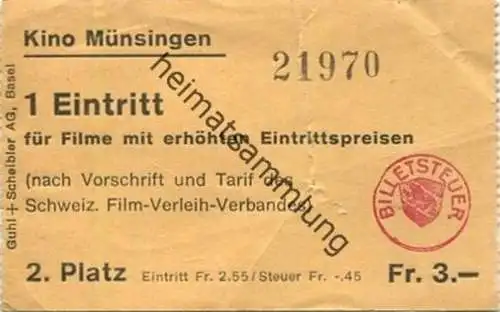 Kino Münsingen
21970
1 Eintritt
für Filme mit erhöhten Eintrittspreisen
(nach Vorschrift und Tarif des
Schweiz. Film-Verleih-Verbandes)
2. Platz Eintritt Fr. 2.55/Steuer Fr. -.45 Fr. 3.—
BILLETSTEUER
Guhl + Scheibler AG, Basel
heimatsammlung